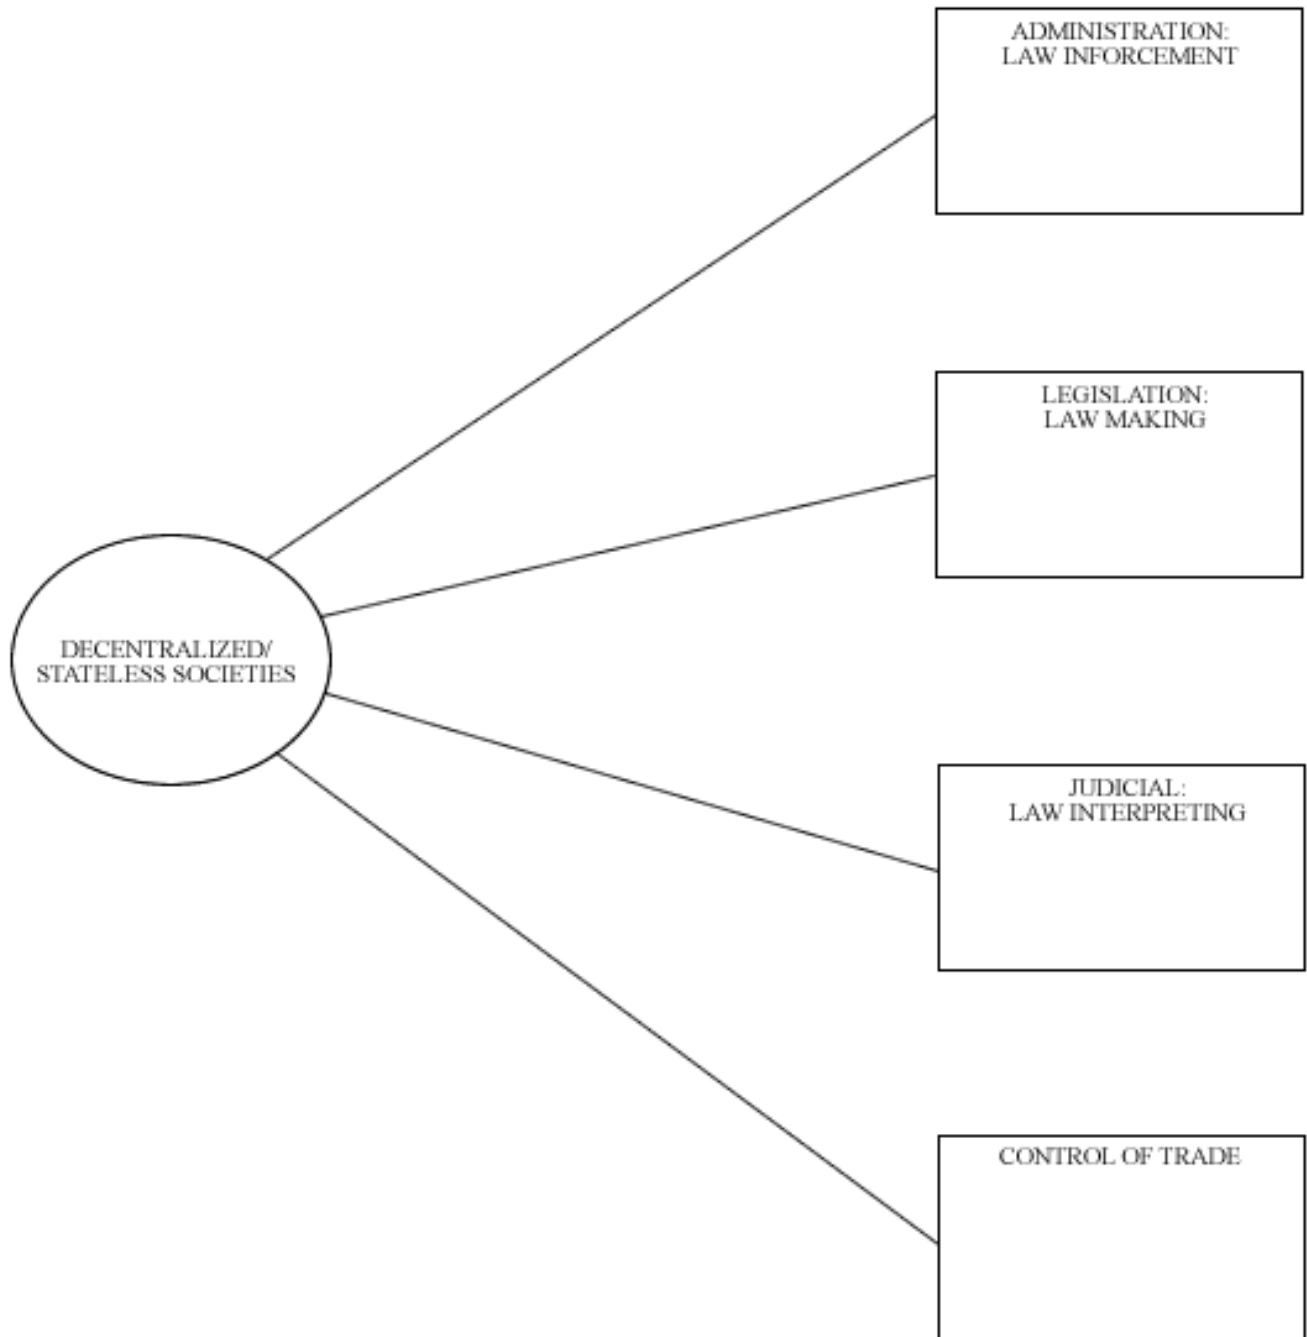 ADMINISTRATION:
LAW INFORCEMENT
LEGISLATION:
LAW MAKING
DECENTRALIZED/
STATELESS SOCIETIES
JUDICIAL:
LAW INTERPRETING
CONTROL OF TRADE